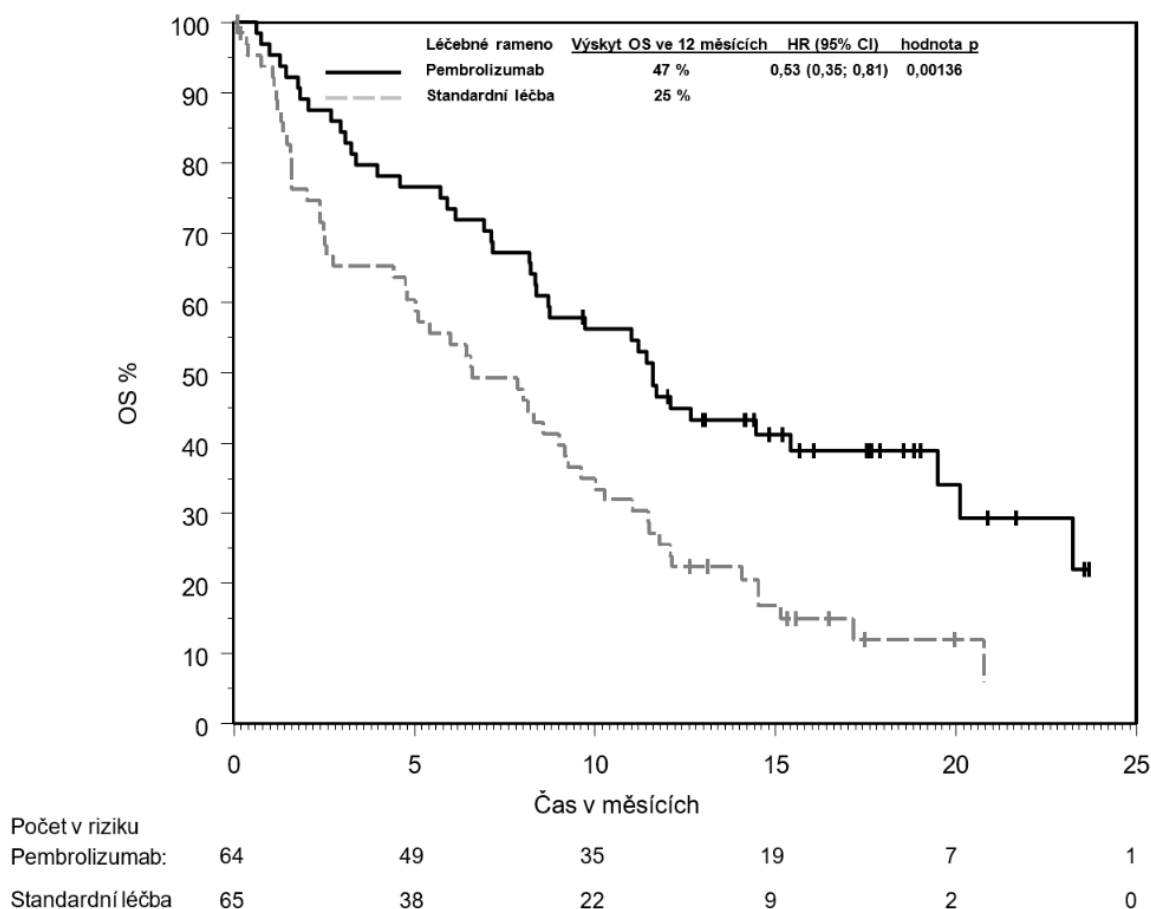 Léčebné rameno Výskyt OS ve 12 měsících HR (95% CI) hodnota p
Pembrolizumab 47 % 0,53 (0,35; 0,81) 0,00136
Standardní léčba 25 %
100
90
80
70
60
50
40
30
20
10
0
OS %
0 5 10 15 20 25
Čas v měsících
Počet v riziku
Pembrolizumab: 64 49 35 19 7 1
Standardní léčba 65 38 22 9 2 0